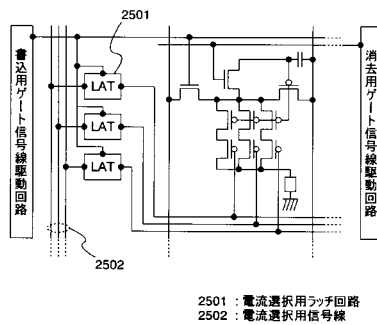 2501
書込用ゲート信号線駆動回路
LAT
LAT
LAT
消去用ゲート信号線駆動回路
2502
2501 : 電流選択用ラッチ回路
2502 : 電流選択用信号線